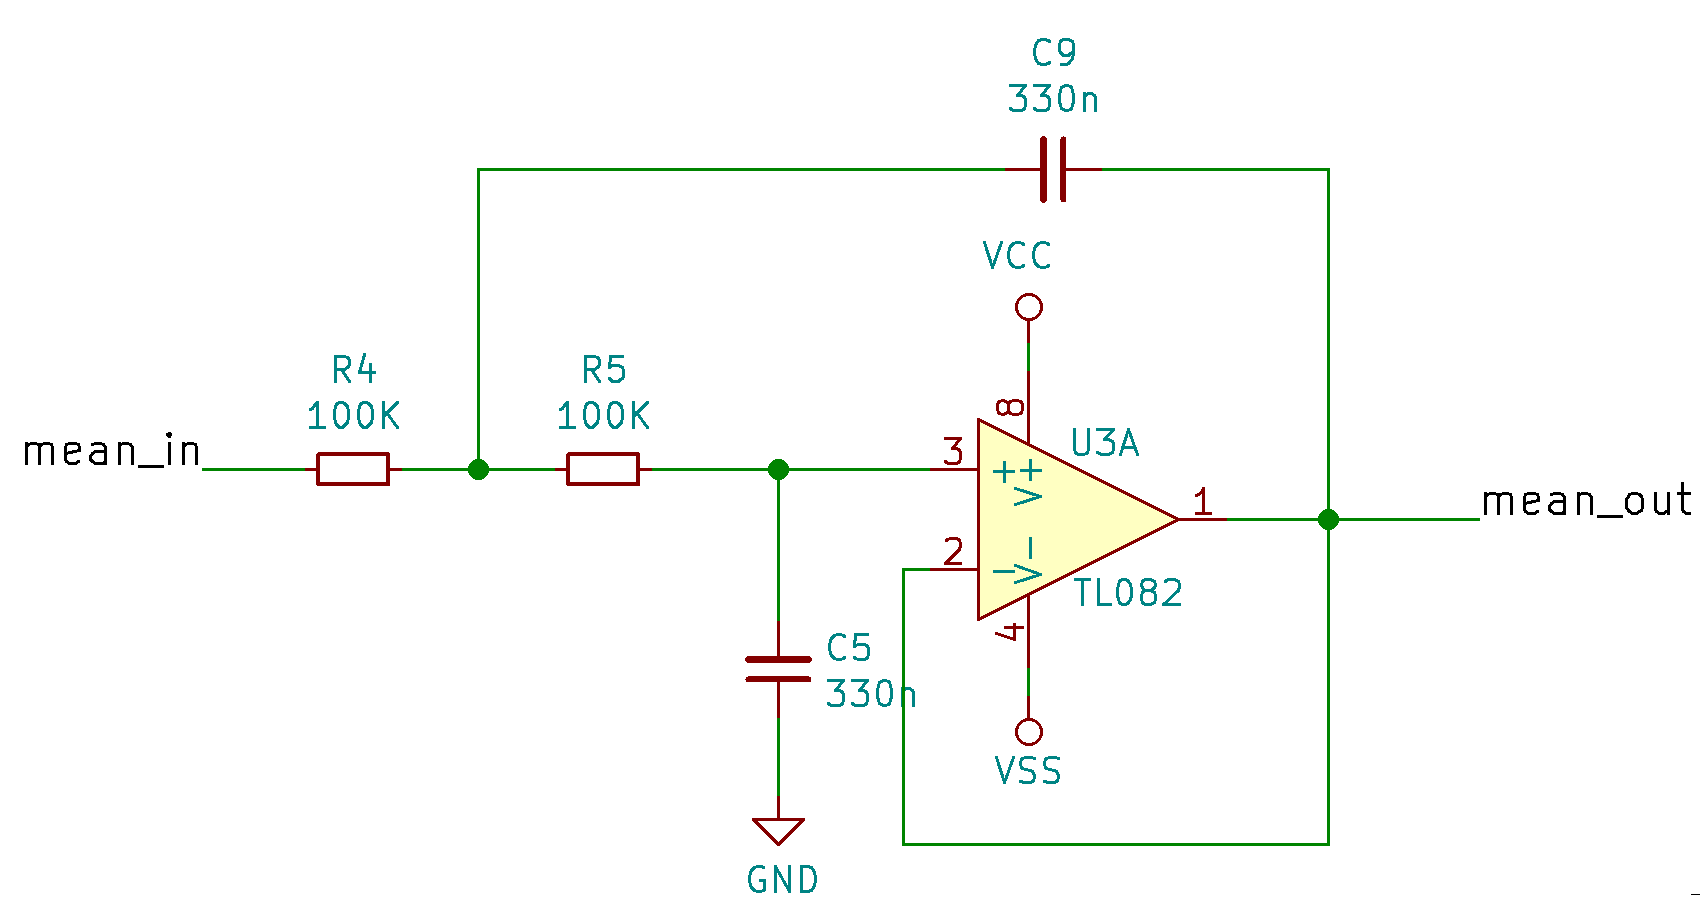 C9
330n
VCC
R4
100K
R5
100K
mean_in
8
3
U3A
+
V+
1
mean_out
2
-
V-
TL082
4
C5
330n
VSS
GND